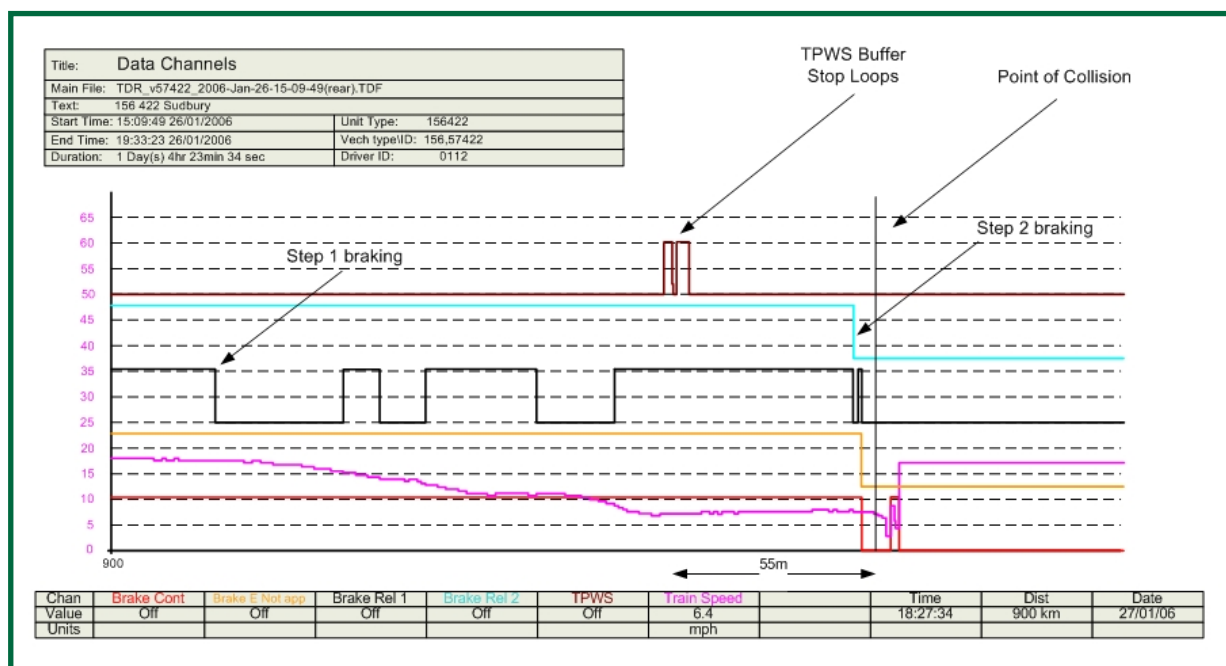 Title: Data Channels
Main File: TDR_v57422_2006-Jan-26-15-09-49(rear).TDF
Text: 156 422 Sudbury
Start Time: 15:09:49 26/01/2006 Unit Type: 156422
End Time: 19:33:23 26/01/2006 Vech type\ID: 156,57422
Duration: 1 Day(s) 4hr 23min 34 sec Driver ID: 0112
TPWS Buffer
Stop Loops
Point of Collision
Step 1 braking
Step 2 braking
65
60
55
50
45
40
35
30
25
20
15
10
5
0
900
55m
Chan Brake Cont Brake E Not app Brake Rel 1 Brake Rel 2 TPWS Train Speed Time Dist Date
Value Off Off Off Off Off 6.4 18:27:34 900 km 27/01/06
Units mph